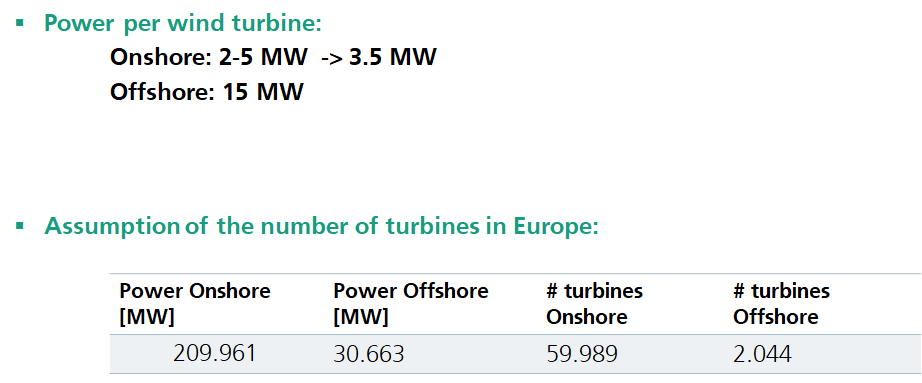 ▪ Power per wind turbine:
Onshore: 2-5 MW -> 3.5 MW
Offshore: 15 MW
▪ Assumption of the number of turbines in Europe:
Power Onshore [MW] Power Offshore [MW] # turbines Onshore # turbines Offshore
209.961 30.663 59.989 2.044